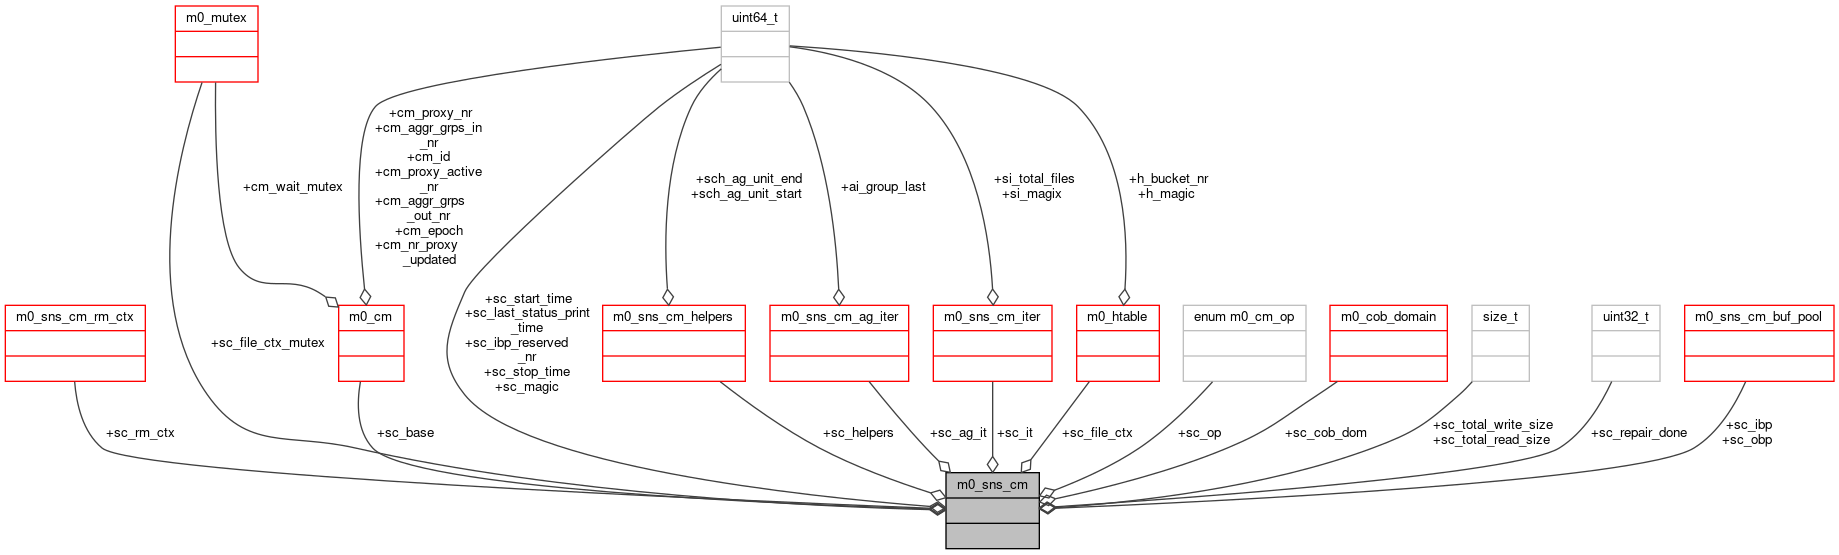 m0_mutex
uint64_t
+cm_proxy_nr
+cm_aggr_grps_in
_nr
+cm_id
+cm_proxy_active
_nr
+cm_aggr_grps
_out_nr
+cm_epoch
+cm_nr_proxy
_updated
+cm_wait_mutex
+sch_ag_unit_end
+sch_ag_unit_start
+ai_group_last
+si_total_files
+si_magix
+h_bucket_nr
+h_magic
m0_sns_cm_rm_ctx
+sc_file_ctx_mutex
m0_cm
+sc_start_time
+sc_last_status_print
_time
+sc_ibp_reserved
_nr
+sc_stop_time
+sc_magic
m0_sns_cm_helpers
m0_sns_cm_ag_iter
m0_sns_cm_iter
m0_htable
enum m0_cm_op
m0_cob_domain
size_t
uint32_t
m0_sns_cm_buf_pool
+sc_rm_ctx
+sc_base
+sc_helpers
+sc_ag_it
+sc_it
+sc_file_ctx
+sc_op
+sc_cob_dom
+sc_total_write_size
+sc_total_read_size
+sc_repair_done
+sc_ibp
+sc_obp
m0_sns_cm